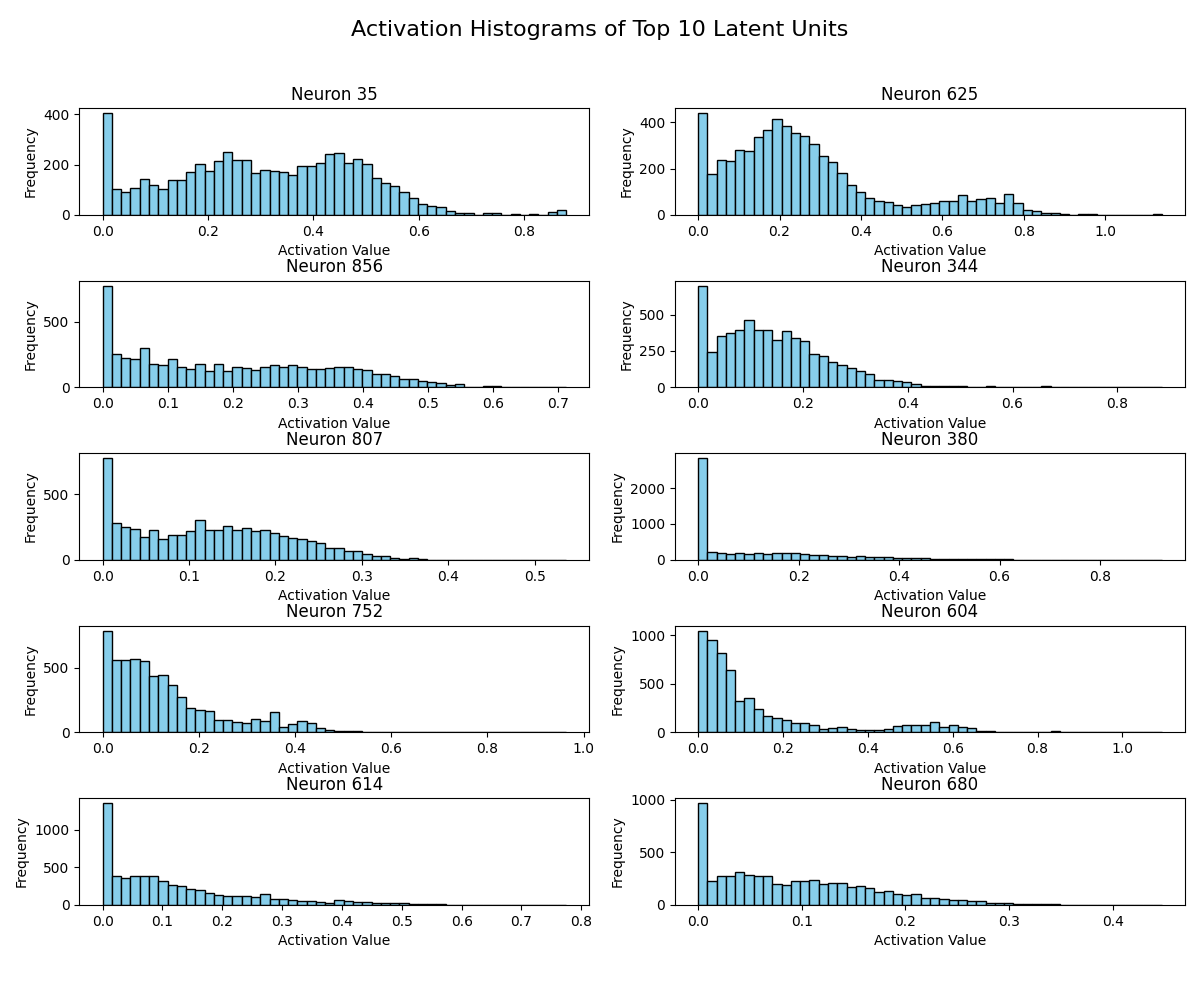 Activation Histograms of Top 10 Latent Units
Neuron 35
Frequency
400
200
0
0.0 0.2 0.4 0.6 0.8
Activation Value
Neuron 625
Frequency
400
200
0
0.0 0.2 0.4 0.6 0.8 1.0
Activation Value
Neuron 856
Frequency
500
0
0.0 0.1 0.2 0.3 0.4 0.5 0.6 0.7
Activation Value
Neuron 344
Frequency
500
250
0
0.0 0.2 0.4 0.6 0.8
Activation Value
Neuron 807
Frequency
500
0
0.0 0.1 0.2 0.3 0.4 0.5
Activation Value
Neuron 380
Frequency
2000
1000
0
0.0 0.2 0.4 0.6 0.8
Activation Value
Neuron 752
Frequency
500
0
0.0 0.2 0.4 0.6 0.8 1.0
Activation Value
Neuron 604
Frequency
1000
500
0
0.0 0.2 0.4 0.6 0.8 1.0
Activation Value
Neuron 614
Frequency
1000
500
0
0.0 0.1 0.2 0.3 0.4 0.5 0.6 0.7 0.8
Activation Value
Neuron 680
Frequency
1000
500
0
0.0 0.1 0.2 0.3 0.4
Activation Value